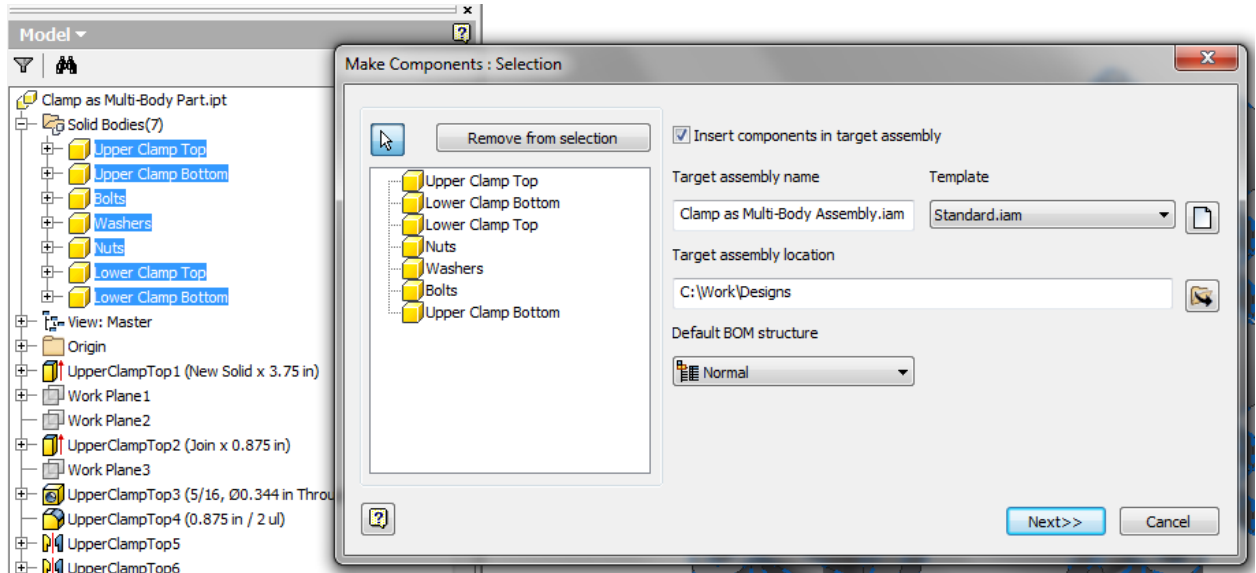 Model
Clamp as Multi-Body Part.ipt
Solid Bodies(7)
Upper Clamp Top
Upper Clamp Bottom
Bolts
Washers
Nuts
Lower Clamp Top
Lower Clamp Bottom
View: Master
Origin
UpperClampTop1 (New Solid x 3.75 in)
Work Plane1
Work Plane2
UpperClampTop2 (Join x 0.875 in)
Work Plane3
UpperClampTop3 (5/16, Ø0.344 in Throu
UpperClampTop4 (0.875 in / 2 ul)
UpperClampTop5
UpperClampTop6
Make Components : Selection
Remove from selection
Upper Clamp Top
Lower Clamp Bottom
Lower Clamp Top
Nuts
Washers
Bolts
Upper Clamp Bottom
Insert components in target assembly
Target assembly name
Template
Clamp as Multi-Body Assembly.iam
Standard.iam
Target assembly location
C:\Work\Designs
Default BOM structure
Normal
Next>>
Cancel